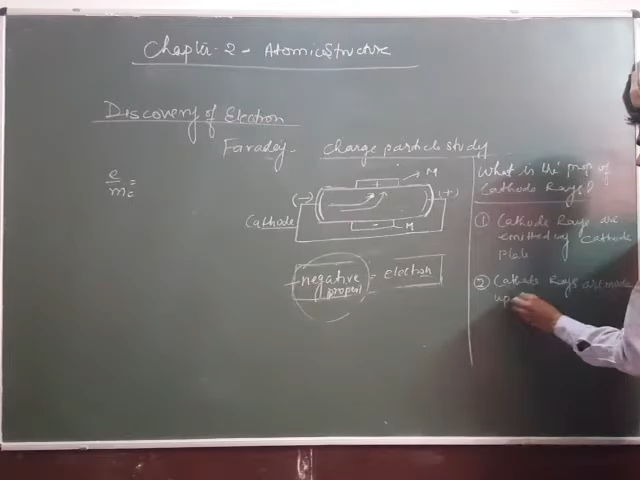 Chapter-2- Atomic Structure
Discovery of Electron
Faraday- charge particle study
e/me =
M
(-) (+)
Cathode
M
negative (proper) = electron
What is the prop of
Cathode Rays?
① Cathode Rays are
emitted by Cathode
plate
② Cathode Rays are made
up